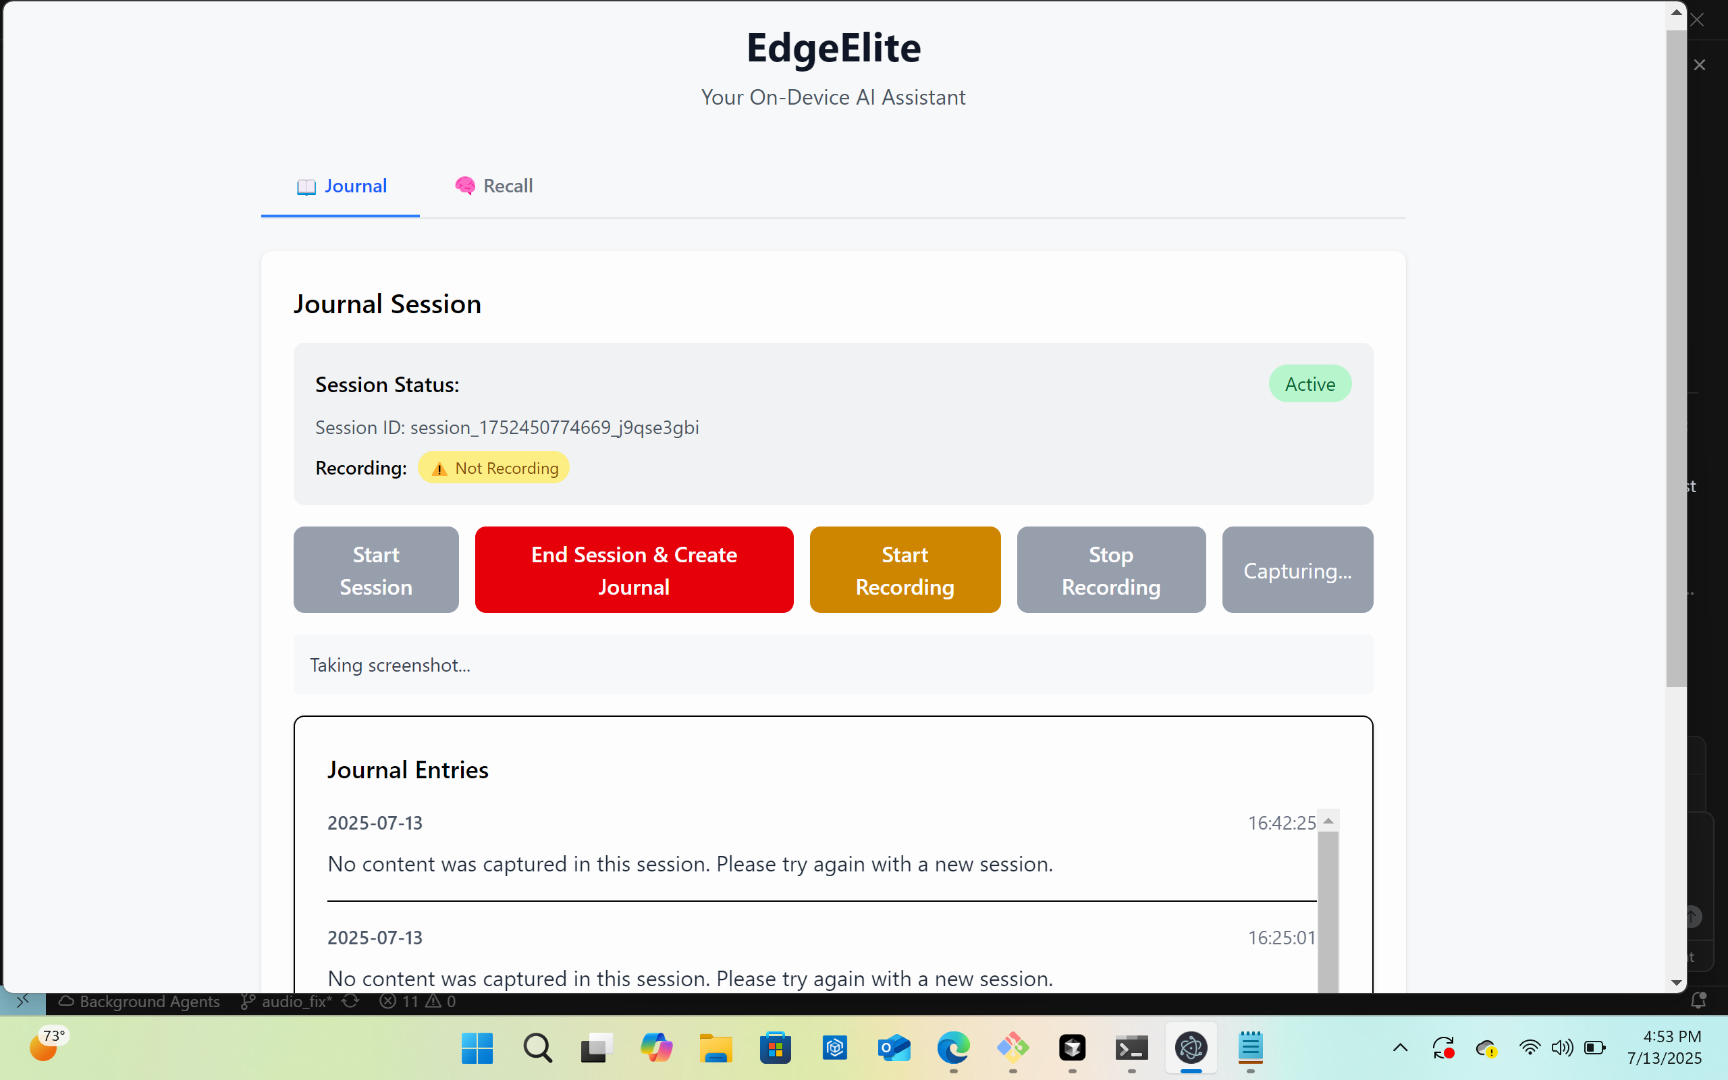 EdgeElite
Your On-Device AI Assistant
Journal
Recall
Journal Session
Session Status:
Active
Session ID: session_1752450774669_j9qse3gbi
Recording:
Not Recording
Start
Session
End Session & Create
Journal
Start
Recording
Stop
Recording
Capturing...
Taking screenshot...
Journal Entries
2025-07-13
16:42:25
No content was captured in this session. Please try again with a new session.
2025-07-13
16:25:01
No content was captured in this session. Please try again with a new session.
st
t
Background Agents
audio_fix*
11
0
73°
4:53 PM
7/13/2025